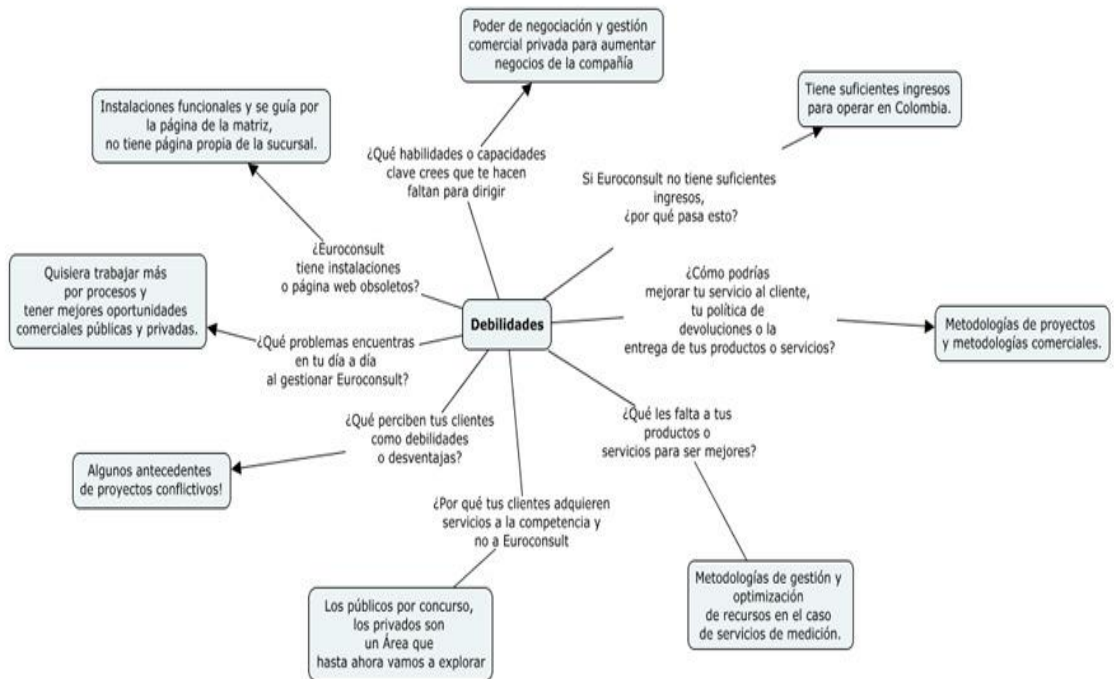 Poder de negociación y gestión
comercial privada para aumentar
negocios de la compañía
Tiene suficientes ingresos
para operar en Colombia.
Instalaciones funcionales y se guía por
la página de la matriz,
no tiene página propia de la sucursal.
¿Qué habilidades o capacidades
clave crees que te hacen
faltan para dirigir
Si Euroconsult no tiene suficientes
ingresos,
¿por qué pasa esto?
¿Euroconsult
tiene instalaciones
o página web obsoletos?
Quisiera trabajar más
por procesos y
tener mejores oportunidades
comerciales públicas y privadas.
¿Cómo podrías
mejorar tu servicio al cliente,
tu política de
devoluciones o la
entrega de tus productos o servicios?
Debilidades
Metodologías de proyectos
y metodologías comerciales.
¿Qué problemas encuentras
en tu día a día
al gestionar Euroconsult?
¿Qué perciben tus clientes
como debilidades
o desventajas?
¿Qué les falta a tus
productos o
servicios para ser mejores?
Algunos antecedentes
de proyectos conflictivos!
¿Por qué tus clientes adquieren
servicios a la competencia y
no a Euroconsult
Los públicos por concurso,
los privados son
un Área que
hasta ahora vamos a explorar
Metodologías de gestión y
optimización
de recursos en el caso
de servicios de medición.